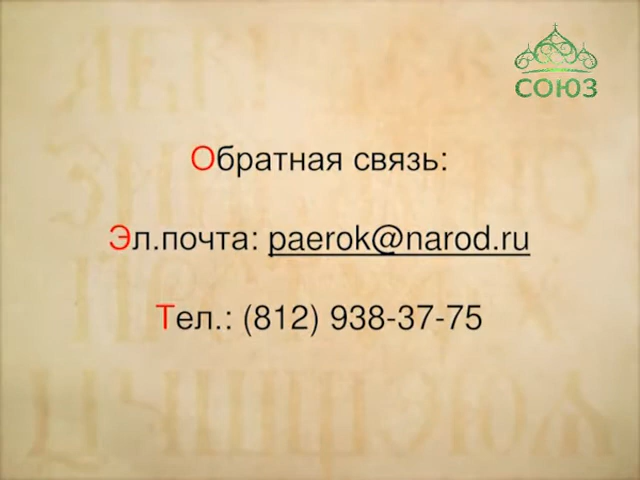 СОЮЗ
Обратная связь:
Эл.почта: paerok@narod.ru
Тел.: (812) 938-37-75